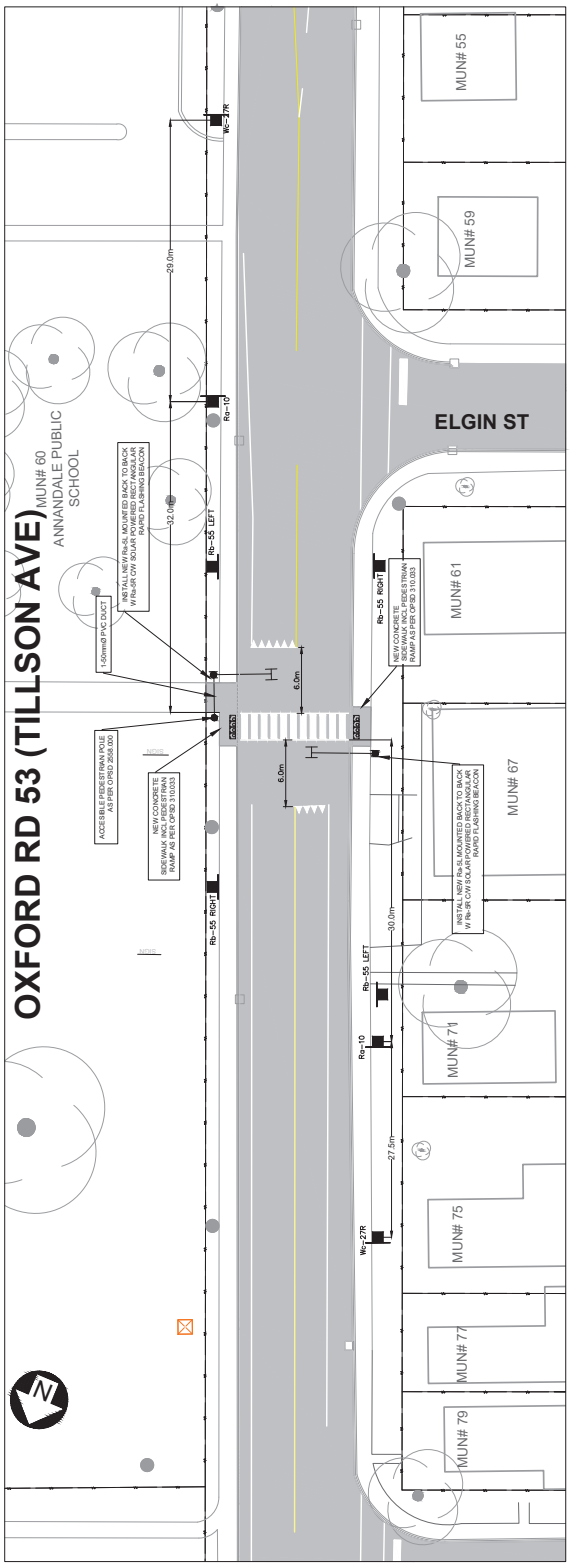 MUN# 55
MUN# 59
ELGIN ST
MUN# 61
MUN# 67
MUN# 71
MUN# 75
MUN# 77
MUN# 79
OXFORD RD 53 (TILLSON AVE)
MUN# 60
ANNANDALE PUBLIC
SCHOOL
Wc-27R
29.0m
Ra-10
32.0m
Rb-55 LEFT
INSTALL NEW Ra-5L MOUNTED BACK TO BACK
W Ra-5R C/W SOLAR POWERED RECTANGULAR
RAPID FLASHING BEACON
1-50mmØ PVC DUCT
ACCESIBLE PEDESTRIAN POLE
AS PER OPSD 2558.000
NEW CONCRETE
SIDEWALK INCL PEDESTRIAN
RAMP AS PER OPSD 310.033
Rb-55 RIGHT
6.0m
6.0m
Rb-55 RIGHT
NEW CONCRETE
SIDEWALK INCL PEDESTRIAN
RAMP AS PER OPSD 310.033
INSTALL NEW Ra-5L MOUNTED BACK TO BACK
W Ra-5R C/W SOLAR POWERED RECTANGULAR
RAPID FLASHING BEACON
30.0m
Rb-55 LEFT
Ra-10
27.5m
Wc-27R
N